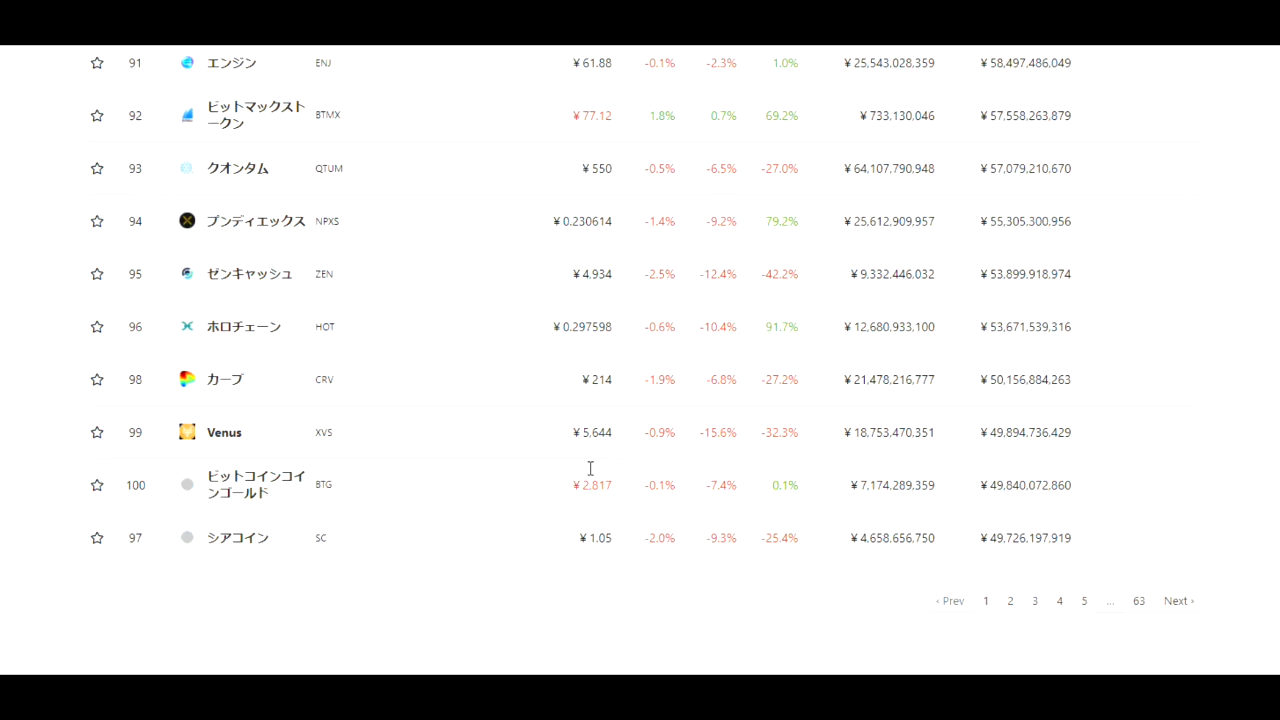 91 エンジン ENJ ¥ 61.88 -0.1% -2.3% 1.0% ¥ 25,543,028,359 ¥ 58,497,486,049
92 ビットマックスト
ークン BTMX ¥ 77.12 1.8% 0.7% 69.2% ¥ 733,130,046 ¥ 57,558,263,879
93 クオンタム QTUM ¥ 550 -0.5% -6.5% -27.0% ¥ 64,107,790,948 ¥ 57,079,210,670
94 プンディエックス NPXS ¥ 0.230614 -1.4% -9.2% 79.2% ¥ 25,612,909,957 ¥ 55,305,300,956
95 ゼンキャッシュ ZEN ¥ 4,934 -2.5% -12.4% -42.2% ¥ 9,332,446,032 ¥ 53,899,918,974
96 ホロチェーン HOT ¥ 0.297598 -0.6% -10.4% 91.7% ¥ 12,680,933,100 ¥ 53,671,539,316
98 カーブ CRV ¥ 214 -1.9% -6.8% -27.2% ¥ 21,478,216,777 ¥ 50,156,884,263
99 Venus XVS ¥ 5,644 -0.9% -15.6% -32.3% ¥ 18,753,470,351 ¥ 49,894,736,429
100 ビットコインコイ
ンゴールド BTG ¥ 2,817 -0.1% -7.4% 0.1% ¥ 7,174,289,359 ¥ 49,840,072,860
97 シアコイン SC ¥ 1.05 -2.0% -9.3% -25.4% ¥ 4,658,656,750 ¥ 49,726,197,919
‹ Prev 1 2 3 4 5 ... 63 Next ›